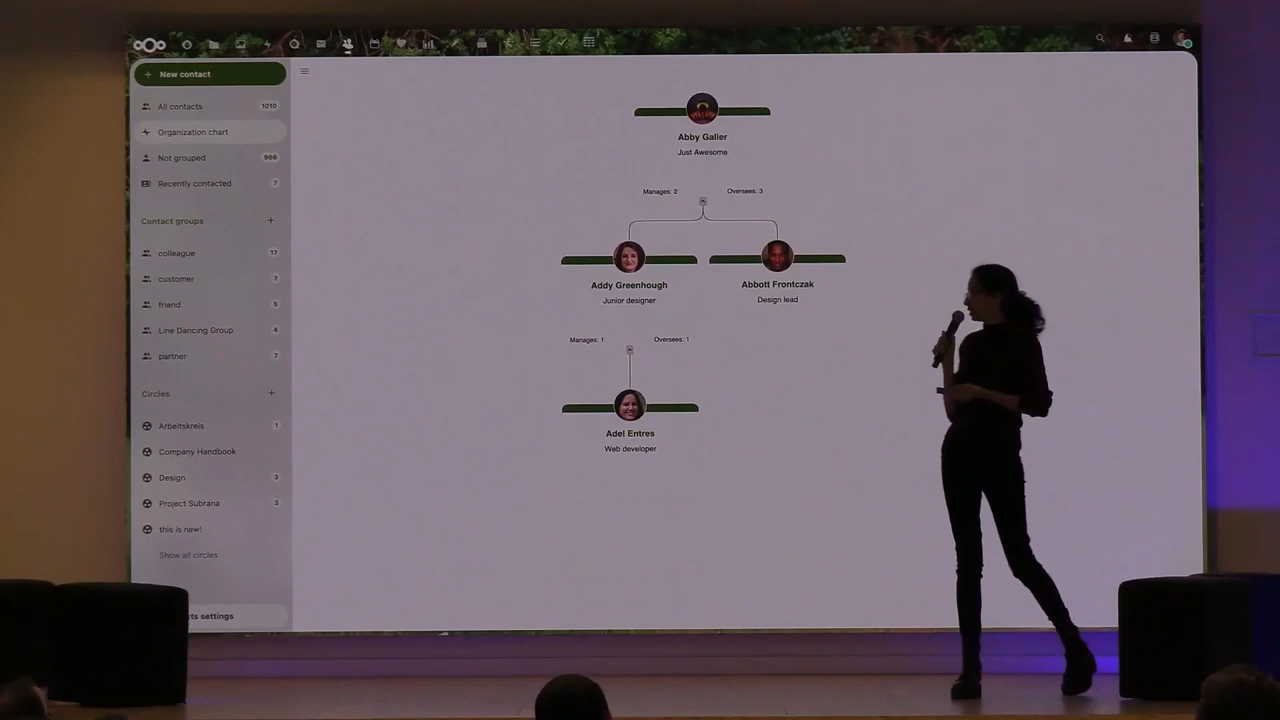 + New contact
All contacts 1010
Organization chart
Not grouped 966
Recently contacted 7
Contact groups +
colleague 17
customer 7
friend 5
Line Dancing Group 4
partner 7
Circles +
Arbeitskreis 1
Company Handbook
Design 3
Project Subrana 3
this is new!
Show all circles
cts settings
Abby Galier
Just Awesome
Manages: 2 Oversees: 3
Addy Greenhough Abbott Frontczak
Junior designer Design lead
Manages: 1 Oversees: 1
Adel Entres
Web developer